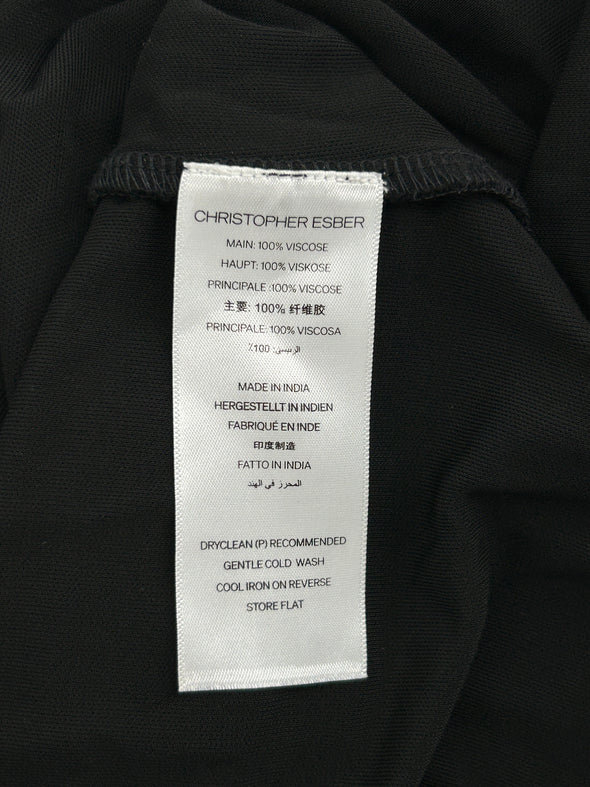 CHRISTOPHER ESBER
MAIN: 100% VISCOSE
HAUPT: 100% VISKOSE
PRINCIPALE :100% VISCOSE
主要: 100% 纤维胶
PRINCIPALE: 100% VISCOSA
الرئيسي: 100٪
MADE IN INDIA
HERGESTELLT IN INDIEN
FABRIQUÉ EN INDE
印度制造
FATTO IN INDIA
المحرز في الهند
DRYCLEAN (P) RECOMMENDED
GENTLE COLD WASH
COOL IRON ON REVERSE
STORE FLAT